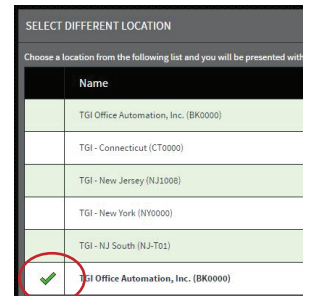 SELECT DIFFERENT LOCATION
Choose a location from the following list and you will be presented with
Name
TGI Office Automation, Inc. (BK0000)
TGI - Connecticut (CT0000)
TGI - New Jersey (NJ1008)
TGI - New York (NY0000)
TGI - NJ South (NJ-T01)
TGI Office Automation, Inc. (BK0000)